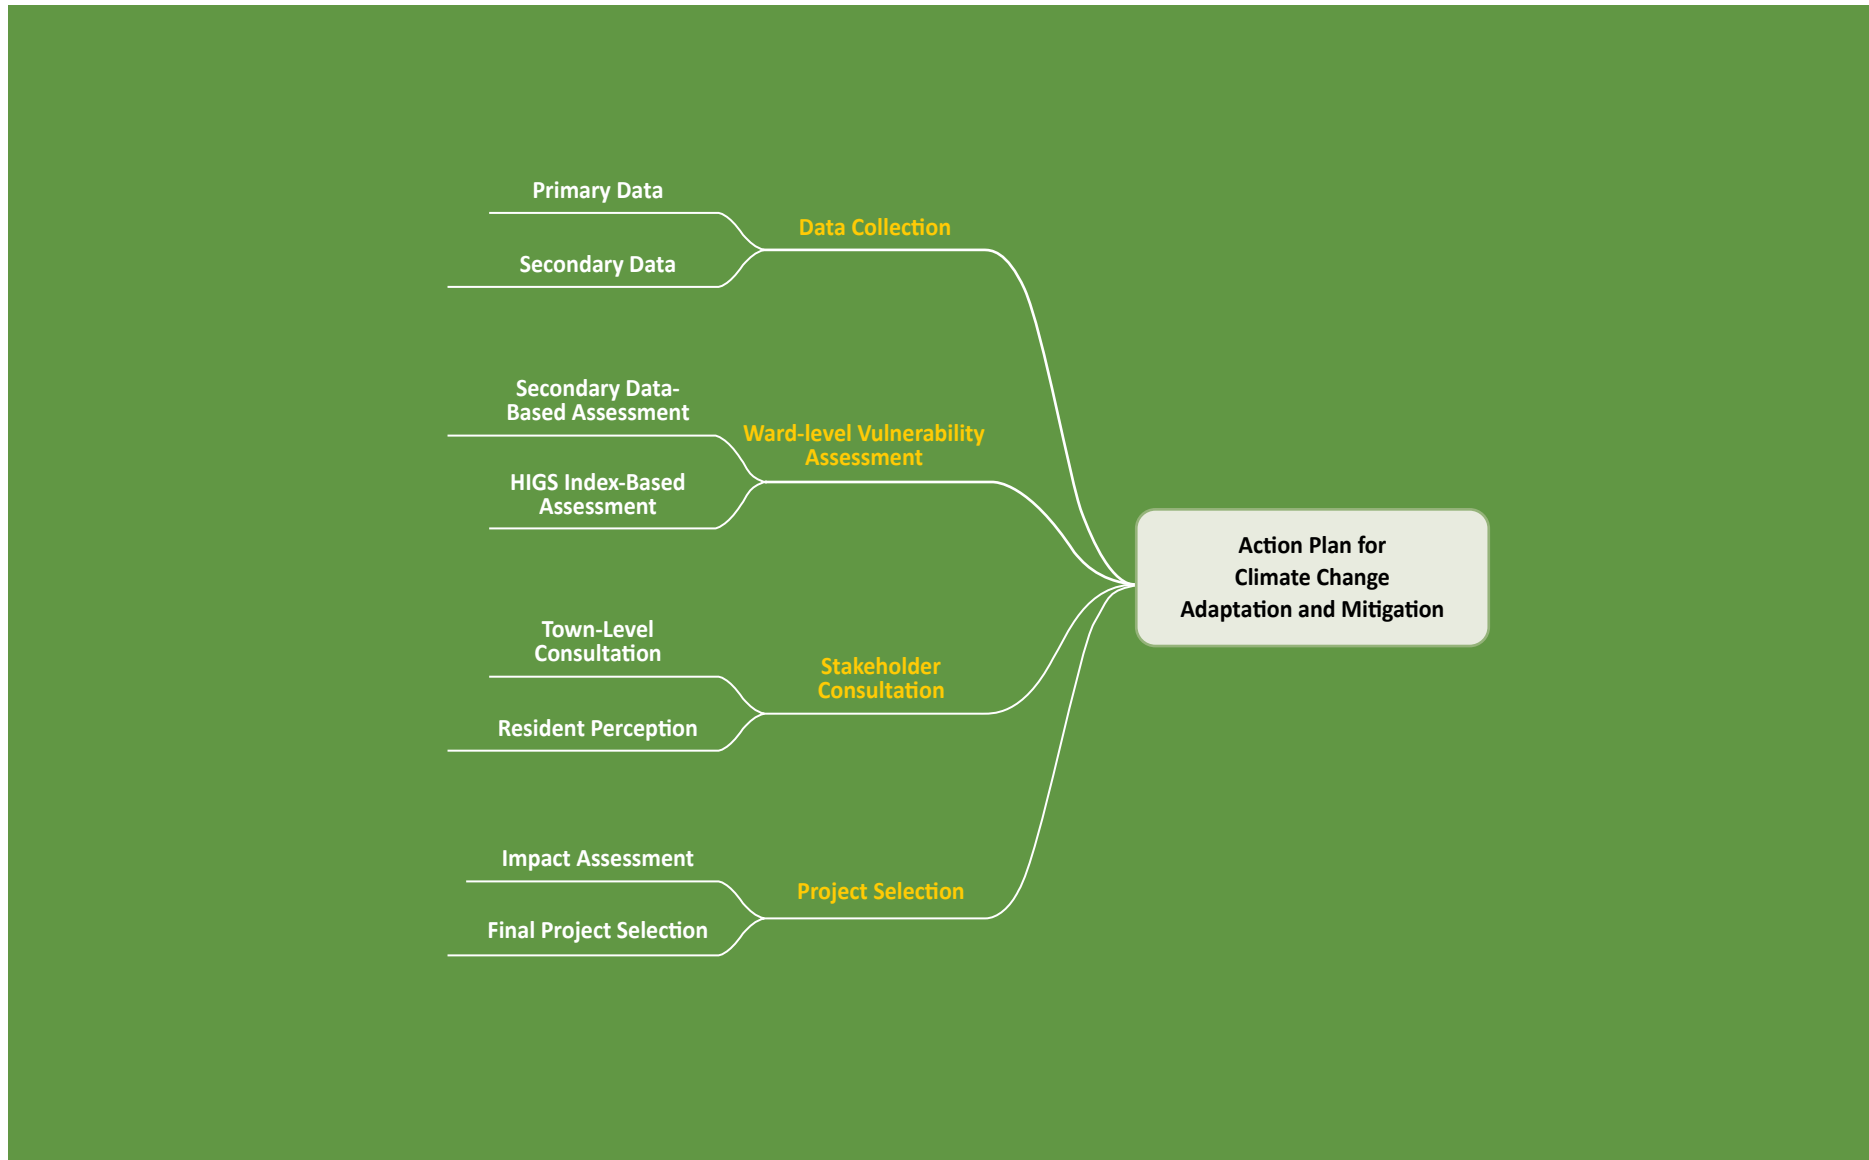 Primary Data
Secondary Data
Data Collection
Secondary Data-
Based Assessment
HIGS Index-Based
Assessment
Ward-level Vulnerability
Assessment
Town-Level
Consultation
Resident Perception
Stakeholder
Consultation
Impact Assessment
Final Project Selection
Project Selection
Action Plan for
Climate Change
Adaptation and Mitigation